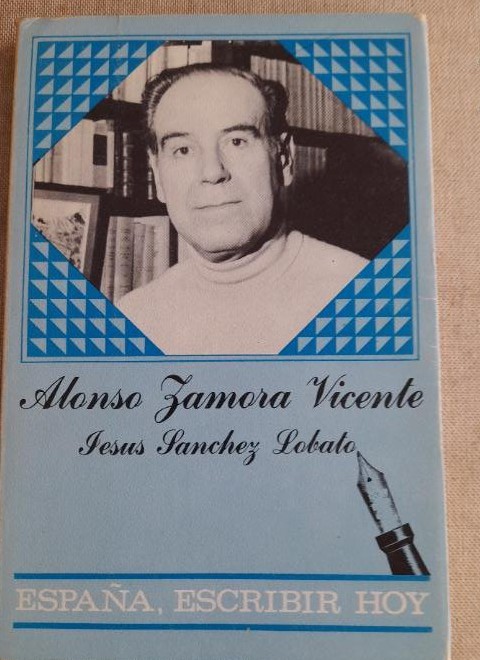 Alonso Zamora Vicente
Jesus Sanchez Lobato
ESPAÑA, ESCRIBIR HOY